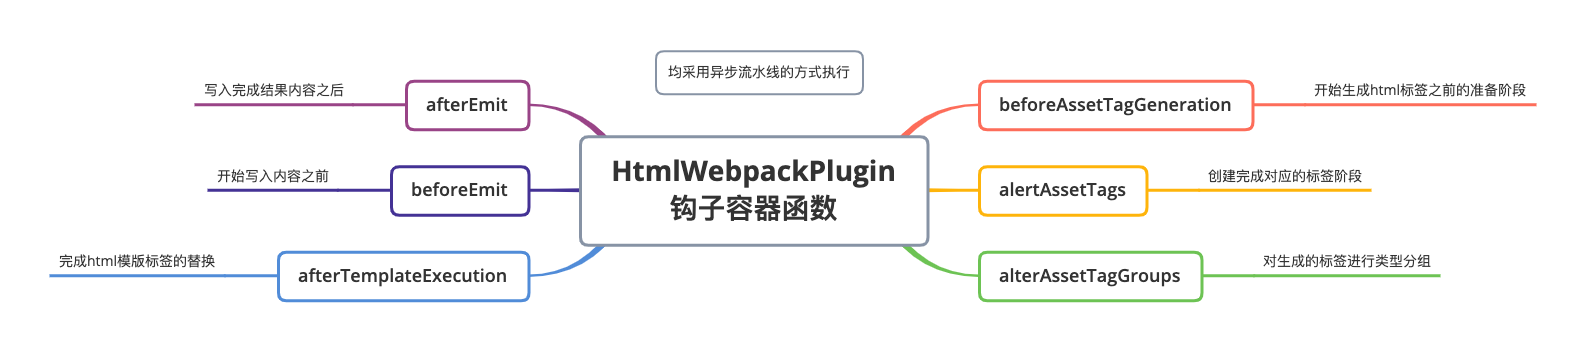 均采用异步流水线的方式执行
HtmlWebpackPlugin
钩子容器函数
beforeAssetTagGeneration
开始生成html标签之前的准备阶段
alertAssetTags
创建完成对应的标签阶段
alterAssetTagGroups
对生成的标签进行类型分组
afterEmit
写入完成结果内容之后
beforeEmit
开始写入内容之前
afterTemplateExecution
完成html模版标签的替换